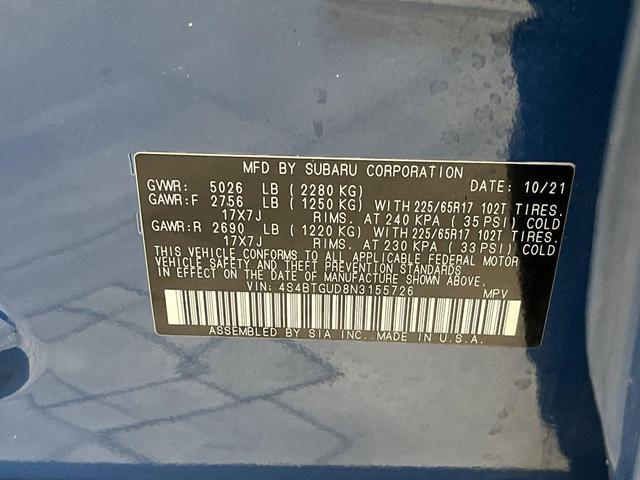 MFD BY SUBARU CORPORATION
GVWR: 5026 LB ( 2280 KG) DATE: 10/21
GAWR:F 2756 LB ( 1250 KG) WITH 225/65R17 102T TIRES.
17X7J RIMS. AT 240 KPA ( 35 PSI) COLD
GAWR:R 2690 LB ( 1220 KG) WITH 225/65R17 102T TIRES.
17X7J RIMS. AT 230 KPA ( 33 PSI) COLD
THIS VEHICLE CONFORMS TO ALL APPLICABLE FEDERAL MOTOR
VEHICLE SAFETY AND THEFT PREVENTION STANDARDS
IN EFFECT ON THE DATE OF MANUFACTURE SHOWN ABOVE.
VIN: 4S4BTGUD8N3155726 MPV
ASSEMBLED BY SIA INC. MADE IN U.S.A.